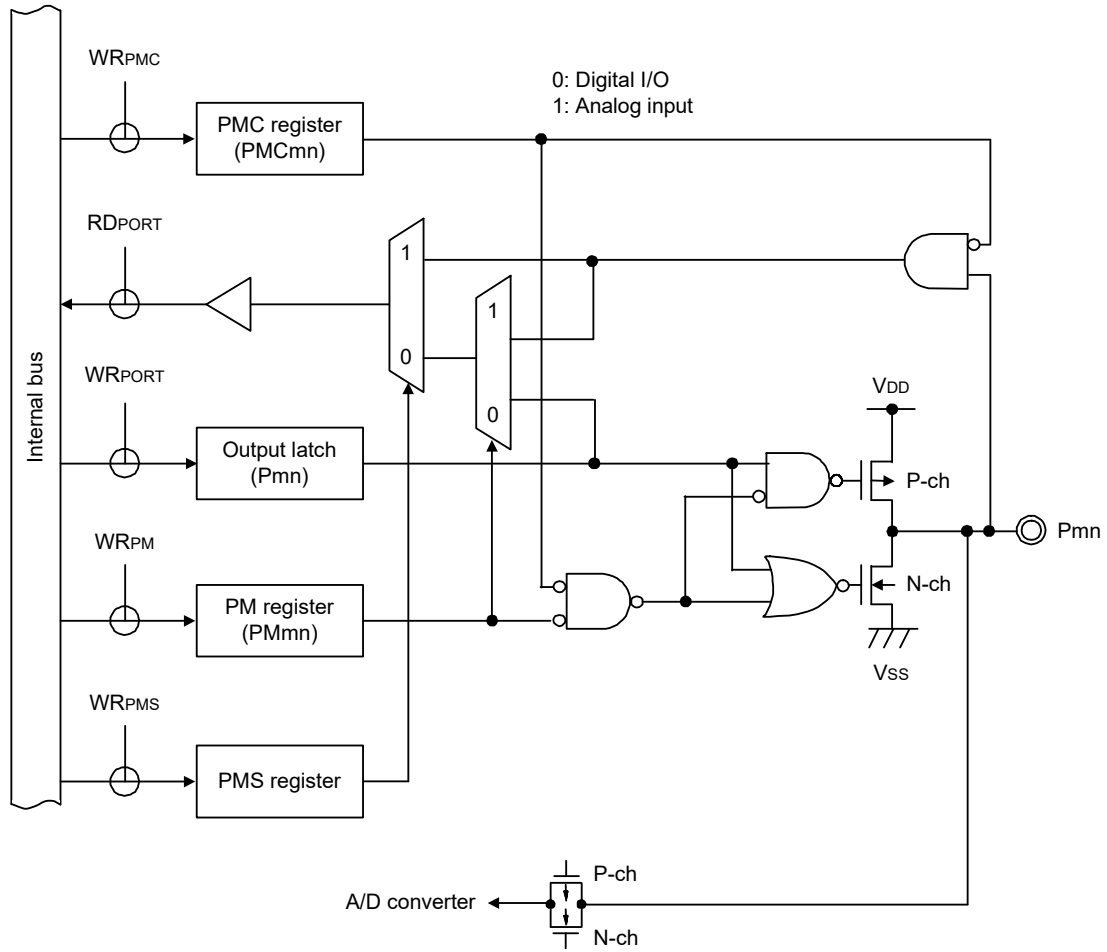 WRPMC
0: Digital I/O
1: Analog input
PMC register
(PMCmn)
RDPORT
1
1
0
0
Internal bus
WRPORT
VDD
Output latch
(Pmn)
P-ch
Pmn
WRPM
N-ch
PM register
(PMmn)
VSS
WRPMS
PMS register
P-ch
A/D converter
N-ch